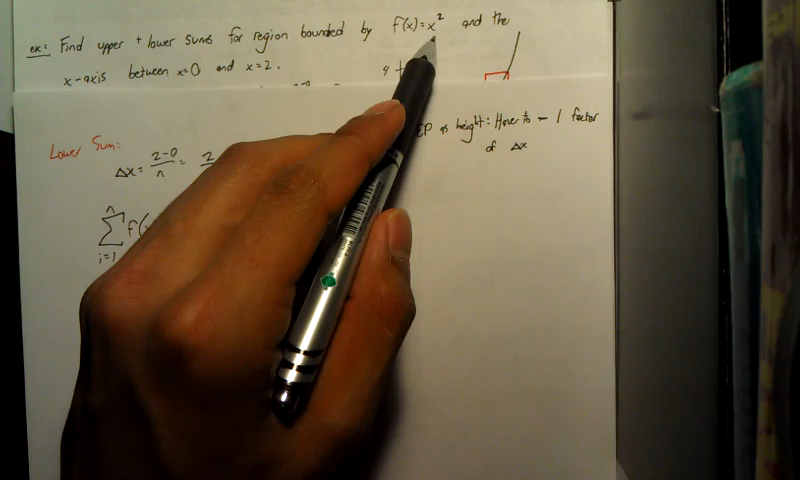 ex: Find upper + lower sums for region bounded by f(x)=x² and the
x-axis between x=0 and x=2.
4
Lower Sum:
Δx = 2-0/n = 2
EP as height: Have to - 1 factor
of Δx
n
∑ f(
i=1